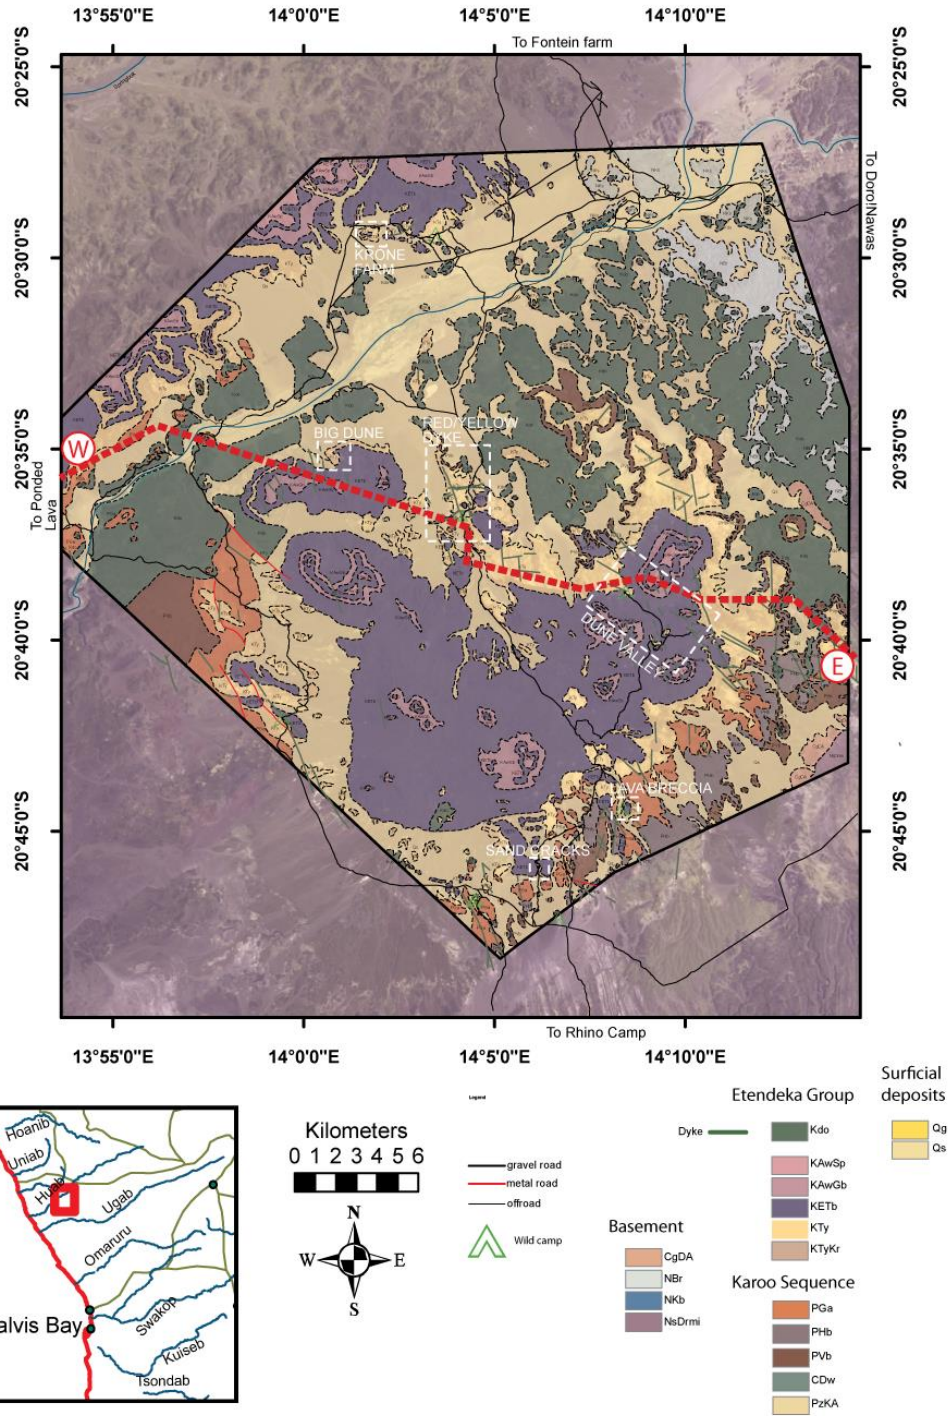 13°55'0"E 14°0'0"E 14°5'0"E 14°10'0"E
To Fontein farm
20°25'0"S 20°25'0"S
To Doro!Nawas
20°30'0"S 20°30'0"S
KRONE
FARM
20°35'0"S 20°35'0"S
BIG DUNE
RED/YELLOW
DYKE
W
To Ponded
Lava
20°40'0"S 20°40'0"S
DUNE VALLEY
E
LAVA BRECCIA
20°45'0"S 20°45'0"S
SAND CRACKS
To Rhino Camp
13°55'0"E 14°0'0"E 14°5'0"E 14°10'0"E
Hoanib
Uniab
Huab
Ugab
Omaruru
Swakop
alvis Bay
Kuiseb
Tsondab
Kilometers
0 1 2 3 4 5 6
N
W E
S
Legend
gravel road
metal road
offroad
Wild camp
Basement
CgDA
NBr
NKb
NsDrmi
Etendeka Group
Dyke
Kdo
KAwSp
KAwGb
KETb
KTy
KTyKr
Karoo Sequence
PGa
PHb
PVb
CDw
PzKA
Surficial
deposits
Qg
Qs